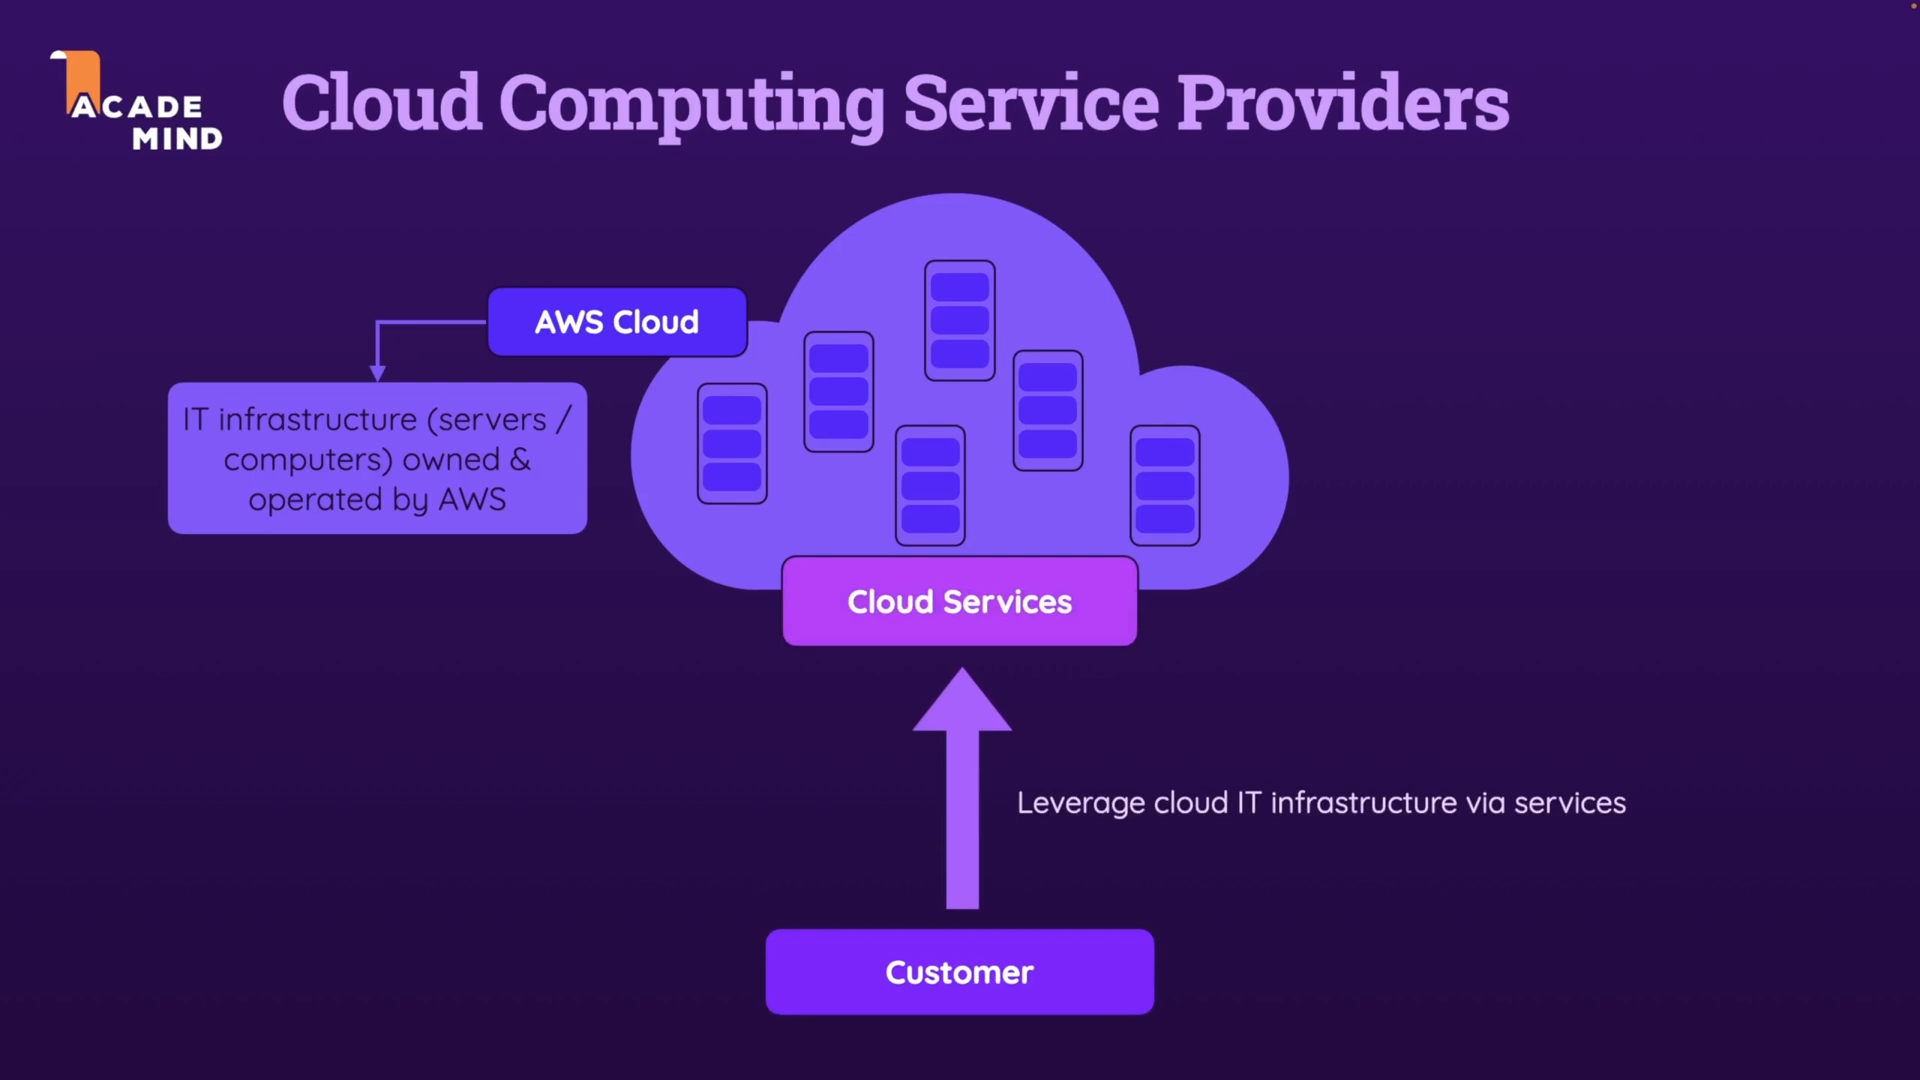 ACADE
MIND
Cloud Computing Service Providers
AWS Cloud
IT infrastructure (servers /
computers) owned &
operated by AWS
Cloud Services
Leverage cloud IT infrastructure via services
Customer